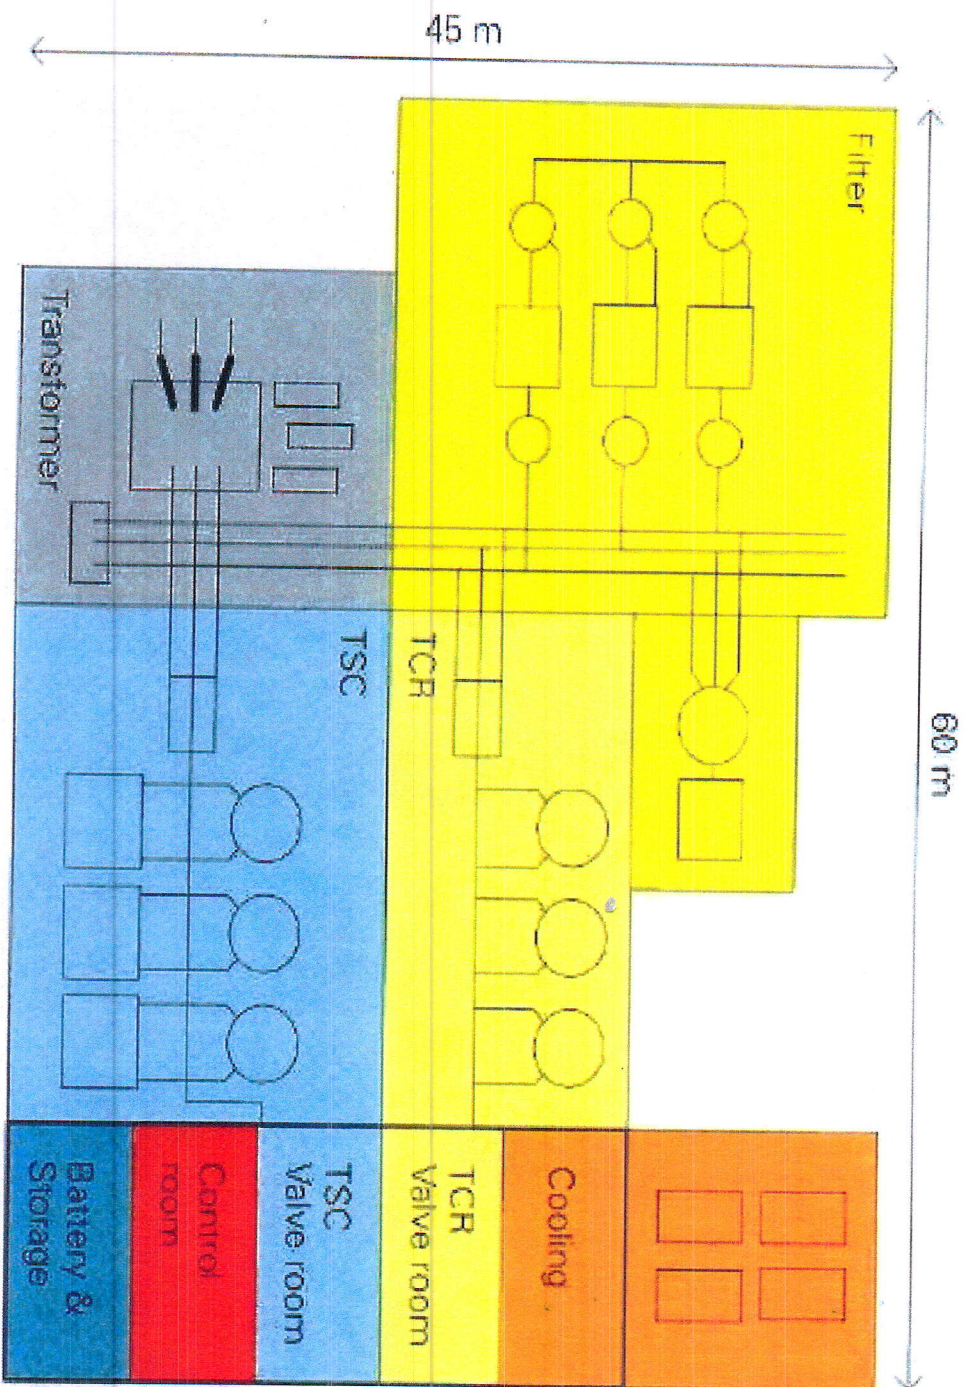 45 m
60 m
Filter
Transformer
TSC
TCR
Battery &
Storage
Control
room
TSC
Valve room
TCR
Valve room
Cooling